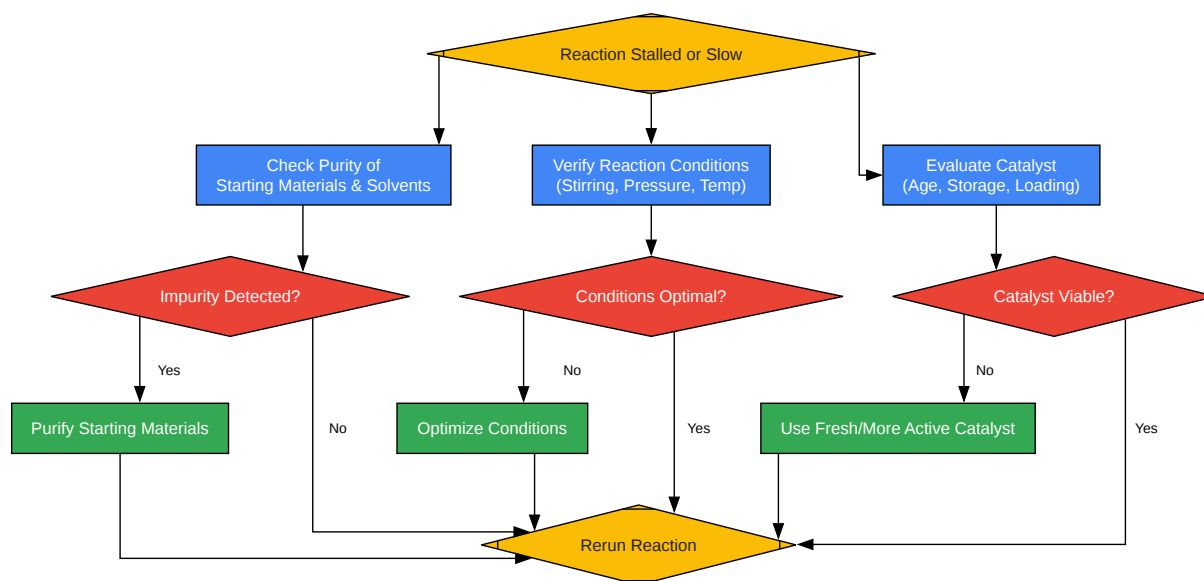 Reaction Stalled or Slow
Check Purity of
Starting Materials & Solvents
Verify Reaction Conditions
(Stirring, Pressure, Temp)
Evaluate Catalyst
(Age, Storage, Loading)
Impurity Detected?
Conditions Optimal?
Catalyst Viable?
Yes
No
No
Purify Starting Materials
No
Optimize Conditions
Yes
Use Fresh/More Active Catalyst
Yes
Rerun Reaction